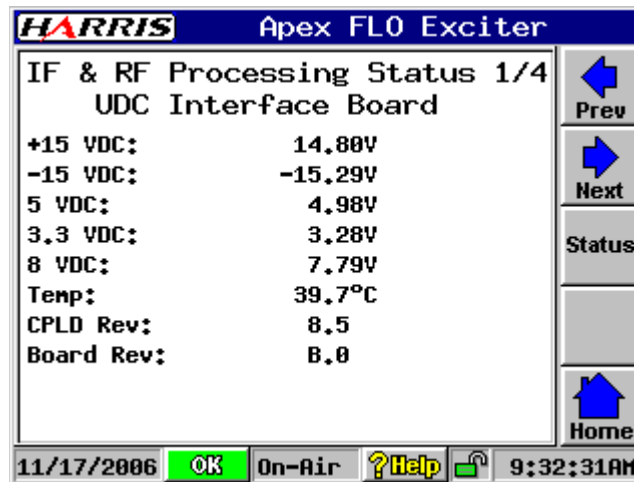 HARRIS Apex FLO Exciter
IF & RF Processing Status 1/4
UDC Interface Board
+15 VDC: 14.80V
-15 VDC: -15.29V
5 VDC: 4.98V
3.3 VDC: 3.28V
8 VDC: 7.79V
Temp: 39.7°C
CPLD Rev: 8.5
Board Rev: B.0
Prev
Next
Status
Home
11/17/2006 OK On-Air ?Help 9:32:31AM